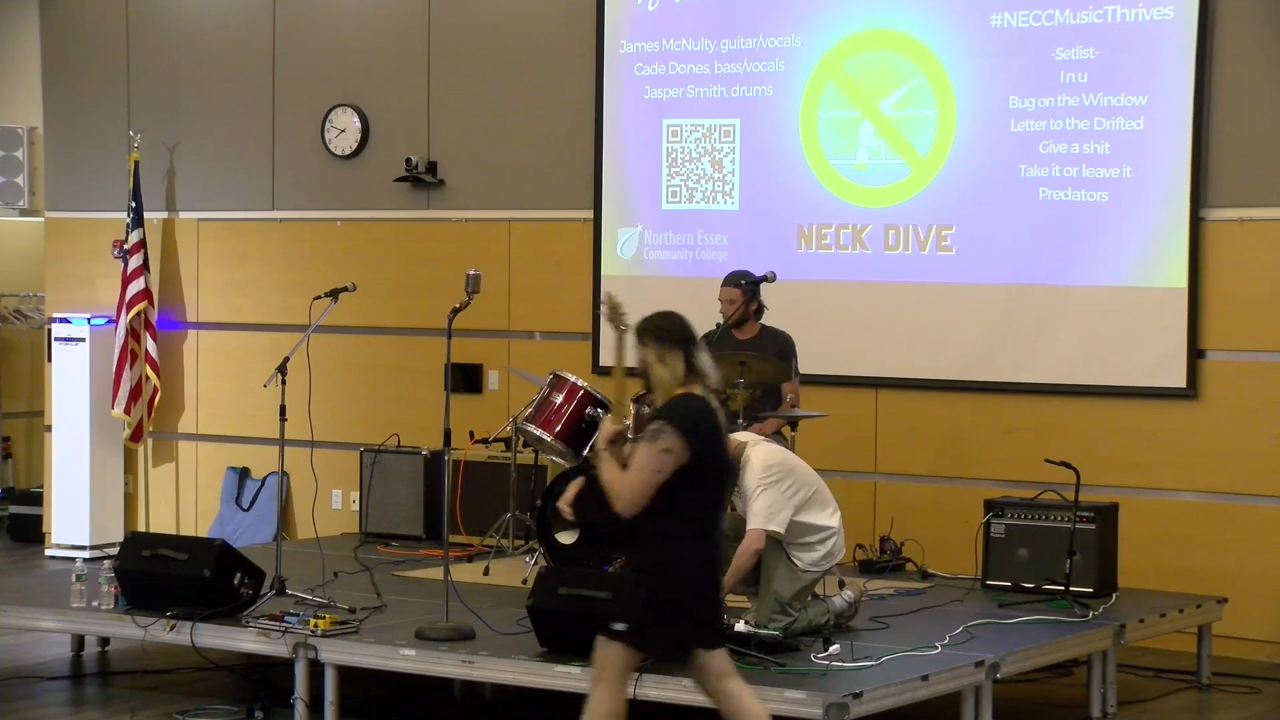 #NECCMusicThrives
James McNulty, guitar/vocals
Cade Dones, bass/vocals
Jasper Smith, drums
-Setlist-
Inu
Bug on the Window
Letter to the Drifted
Give a shit
Take it or leave it
Predators
NECK DIVE
Northern Essex
Community College
Roland